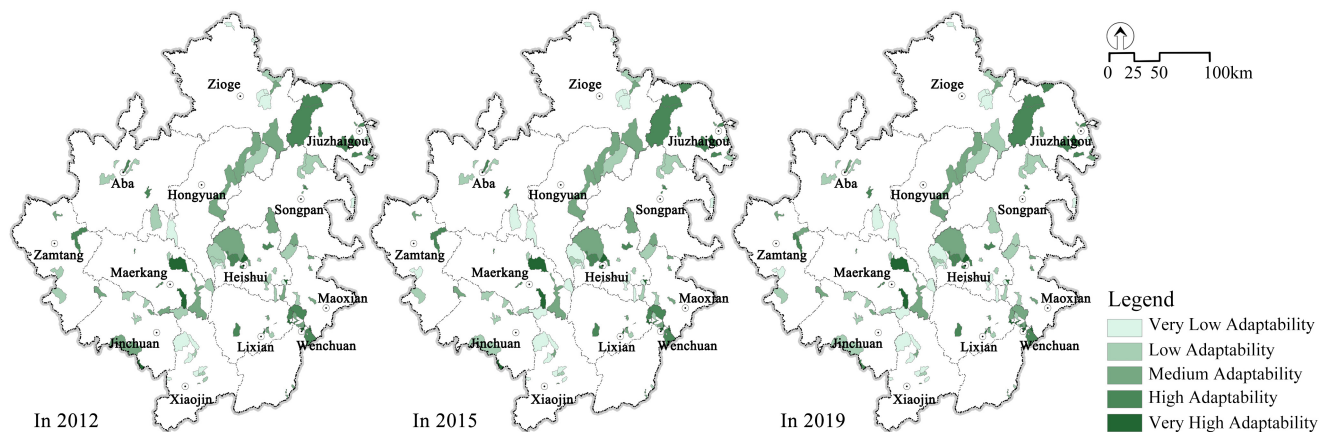 Zioge
Jiuzhaigou
Aba
Hongyuan
Songpan
Zamtang
Maerkang
Heishui
Maoxian
Jinchuan
Lixian
Wenchuan
Xiaojin
In 2012
Zioge
Jiuzhaigou
Aba
Hongyuan
Songpan
Zamtang
Maerkang
Heishui
Maoxian
Jinchuan
Lixian
Wenchuan
Xiaojin
In 2015
Zioge
Jiuzhaigou
Aba
Hongyuan
Songpan
Zamtang
Maerkang
Heishui
Maoxian
Jinchuan
Lixian
Wenchuan
Xiaojin
In 2019
0 25 50 100km
Legend
Very Low Adaptability
Low Adaptability
Medium Adaptability
High Adaptability
Very High Adaptability